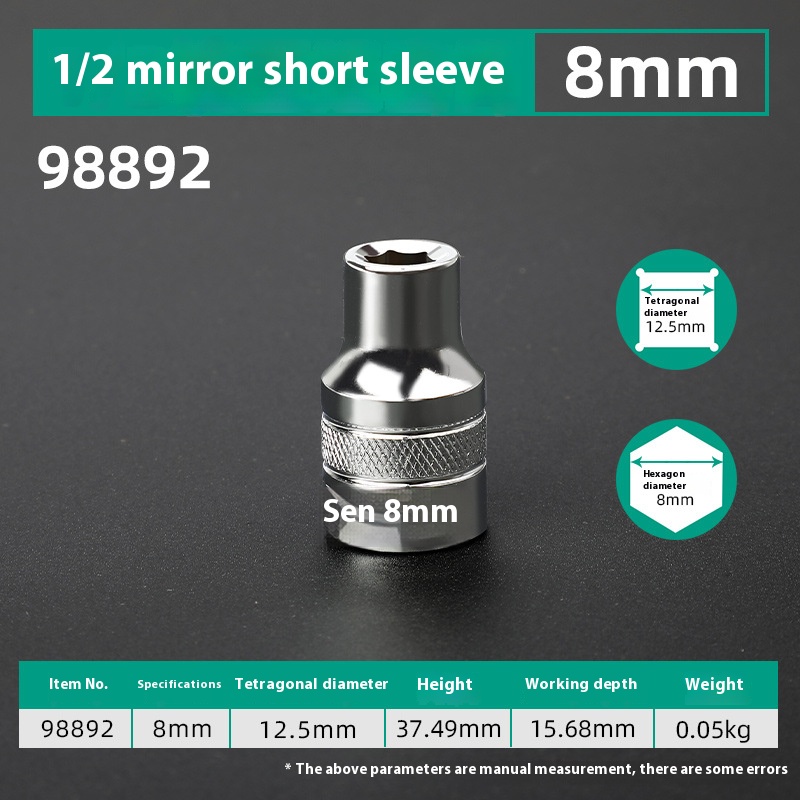 1/2 mirror short sleeve 8mm
98892
Tetragonal
diameter
12.5mm
Hexagon
diameter
8mm
Sen 8mm
Item No. Specifications Tetragonal diameter Height Working depth Weight
98892 8mm 12.5mm 37.49mm 15.68mm 0.05kg
* The above parameters are manual measurement, there are some errors